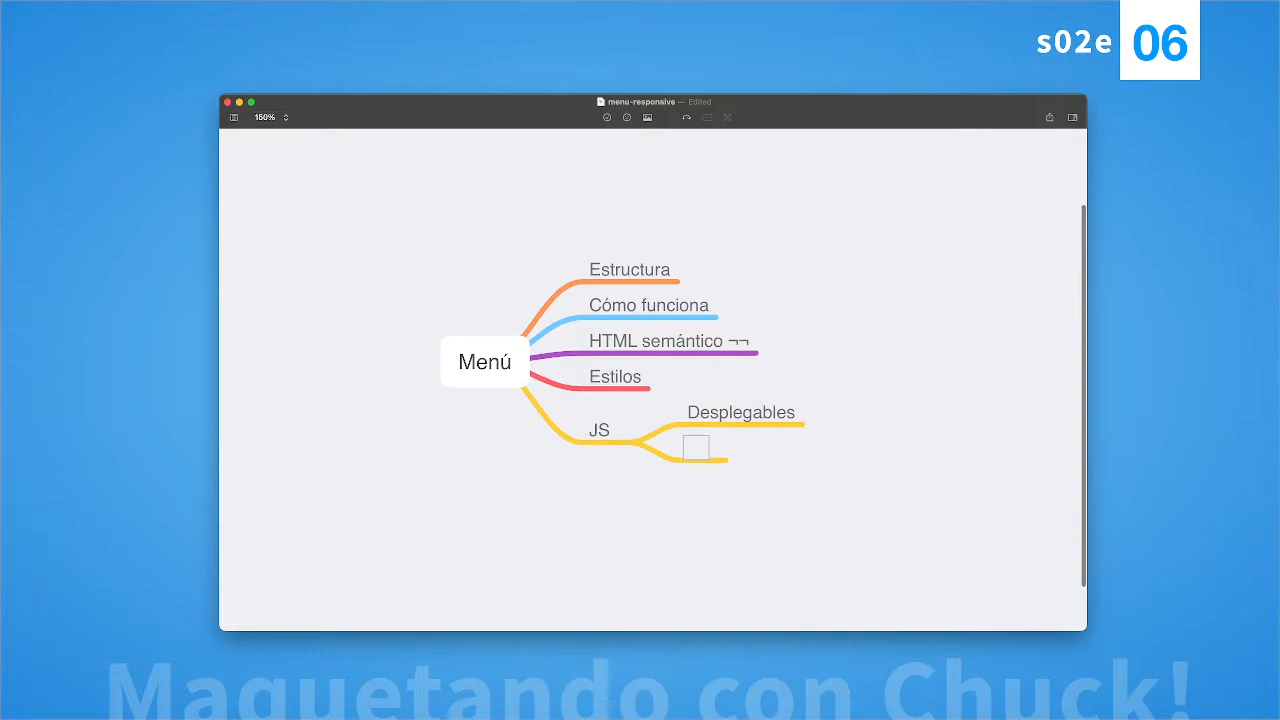 s02e 06
menu-responsive — Edited
150%
Estructura
Cómo funciona
HTML semántico ¬¬
Menú
Estilos
Desplegables
JS
Maquetando con Chuck!